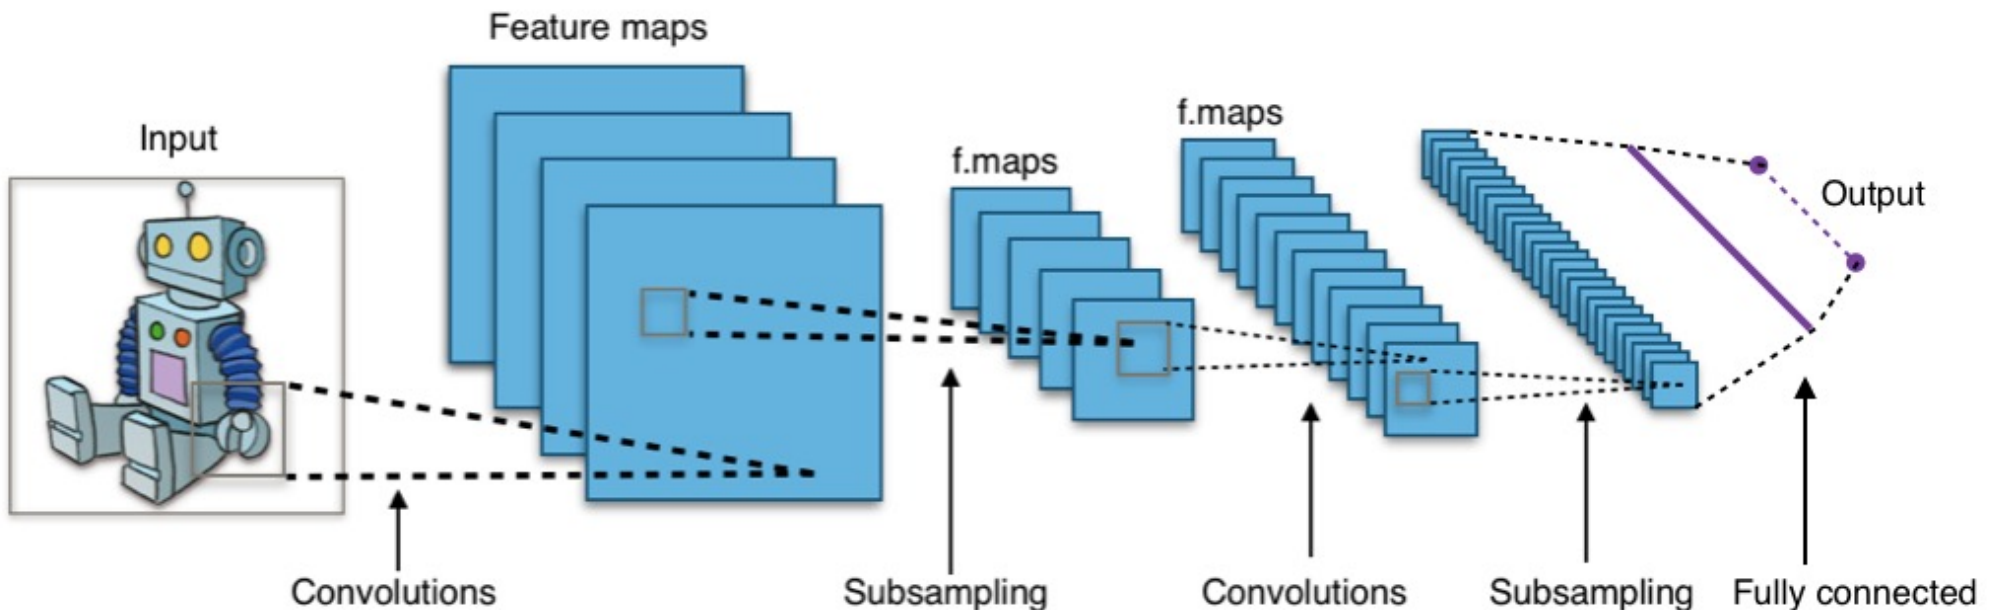 Feature maps
Input
f.maps
f.maps
Output
Convolutions
Subsampling
Convolutions
Subsampling
Fully connected